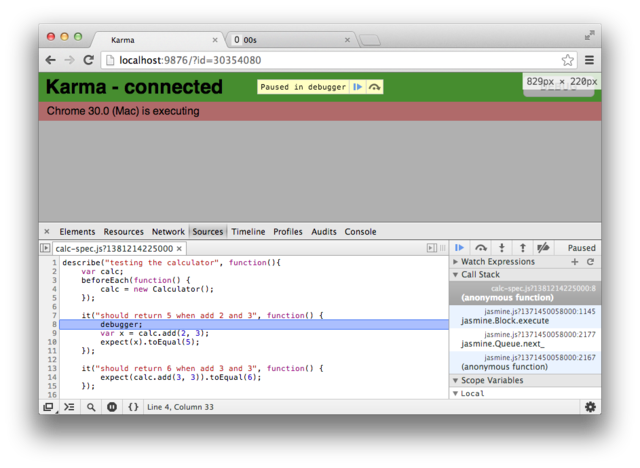 Karma
00s
localhost:9876/?id=30354080
Karma - connected
Paused in debugger
829px × 220px
Chrome 30.0 (Mac) is executing
Elements Resources Network Sources Timeline Profiles Audits Console
calc-spec.js?1381214225000
Paused
1 describe("testing the calculator", function(){
2 var calc;
3 beforeEach(function() {
4 calc = new Calculator();
5 });
6
7 it("should return 5 when add 2 and 3", function() {
8 debugger;
9 var x = calc.add(2, 3);
10 expect(x).toEqual(5);
11 });
12
13 it("should return 6 when add 3 and 3", function() {
14 expect(calc.add(3, 3)).toEqual(6);
15 });
16
Watch Expressions
Call Stack
calc-spec.js?1381214225000:8
(anonymous function)
jasmine.js?1371450058000:1145
jasmine.Block.execute
jasmine.js?1371450058000:2177
jasmine.Queue.next_
jasmine.js?1371450058000:2167
(anonymous function)
Scope Variables
Local
{} Line 4, Column 33